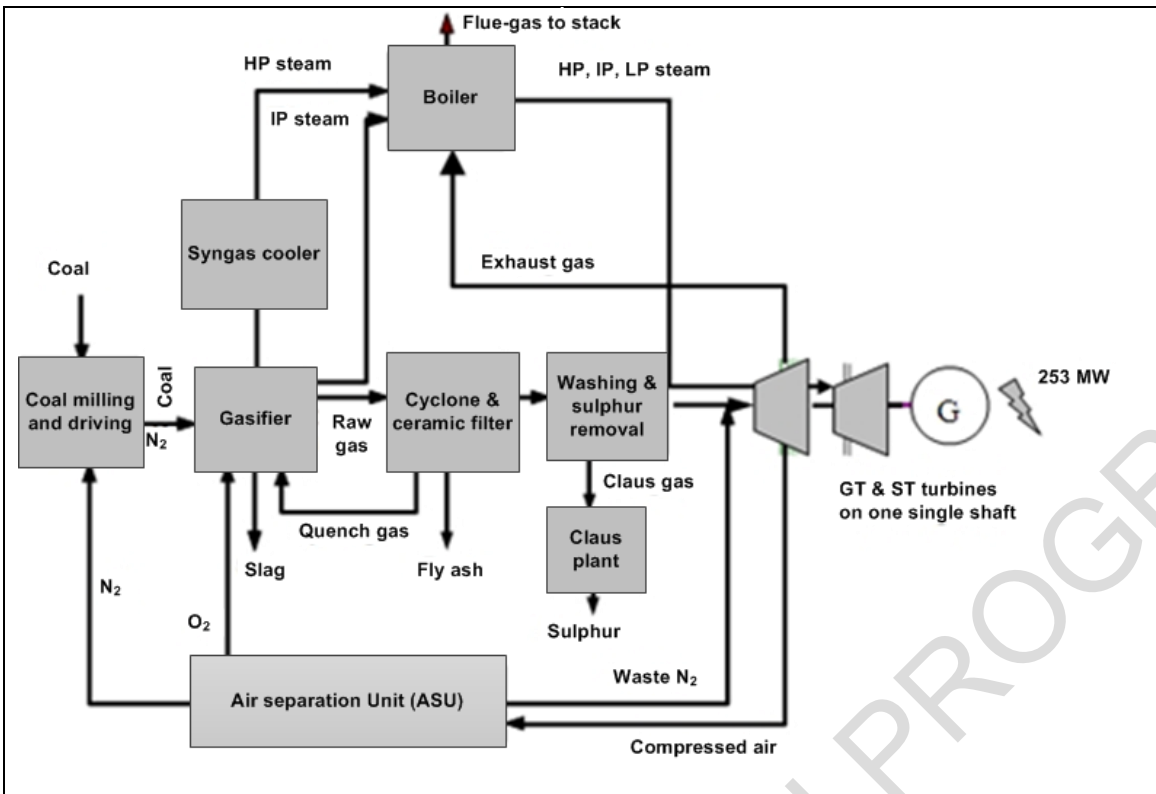 Flue-gas to stack
HP steam
Boiler
HP, IP, LP steam
IP steam
Syngas cooler
Exhaust gas
Coal
Coal milling
and driving
Coal
N₂
Gasifier
Raw
gas
Cyclone &
ceramic filter
Washing &
sulphur
removal
G
253 MW
GT & ST turbines
on one single shaft
Quench gas
Claus gas
Slag
Fly ash
Claus
plant
Sulphur
N₂
O₂
Air separation Unit (ASU)
Waste N₂
Compressed air